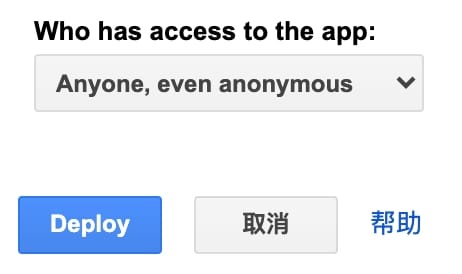 Who has access to the app:
Anyone, even anonymous
Deploy 取消 帮助